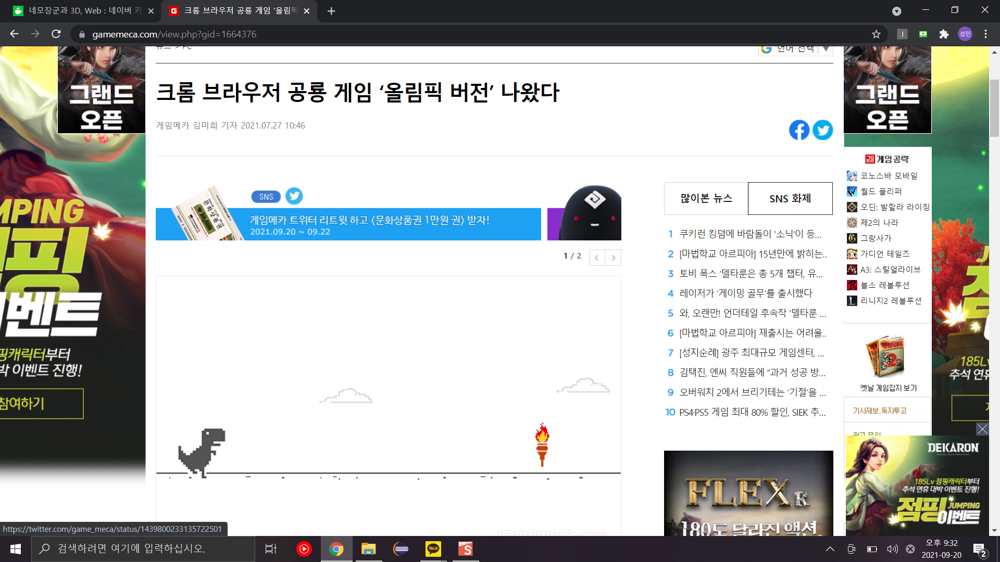 네모장군과 3D, Web : 네이버 카
크롬 브라우저 공룡 게임 ‘올림픽
gamemeca.com/view.php?gid=1664376
성민
뉴스 > PC
언어 선택
그랜드
오픈
크롬 브라우저 공룡 게임 ‘올림픽 버전’ 나왔다
게임메카 김미희 기자 2021.07.27 10:46
그랜드
오픈
SNS
게임메카 트위터 리트윗 하고 <문화상품권 1만원 권> 받자!
2021.09.20 ~ 09.22
1 / 2
많이본 뉴스
SNS 화제
1 쿠키런 킹덤에 바람돌이 '소닉'이 등...
2 [마법학교 아르피아] 15년만에 밝히는..
3 토비 폭스 ‘델타룬은 총 5개 챕터, 유...
4 레이저가 ‘게이밍 골무’를 출시했다
5 와, 오랜만! 언더테일 후속작 '델타룬 ...
6 [마법학교 아르피아] 재출시는 어려울..
7 [성지순례] 광주 최대규모 게임센터, ...
8 김택진, 엔씨 직원들에 “과거 성공 방...
9 오버워치 2에서 브리기테는 ‘기절’을 ...
10 PS4·PS5 게임 최대 80% 할인, SIEK 추...
게임공략
코노스바 모바일
월드 플리퍼
오딘: 발할라 라이징
제2의 나라
그랑사가
가디언 테일즈
A3: 스틸얼라이브
블소 레볼루션
리니지2 레볼루션
옛날 게임잡지 보기
기사제보,독자투고
광고 문의
MPING
핑
이벤트
핑캐릭터부터
박 이벤트 진행!
참여하기
185Lv
추석 연휴
DEKARON
185Lv 점핑캐릭터부터
추석 연휴 대박 이벤트 진행!
점핑 JUMPING
이벤트
FLEX R
180도 달라진 액션.
gamemeca.com
https://twitter.com/game_meca/status/1439800233135722501
검색하려면 여기에 입력하십시오.
TALK
오후 9:32
2021-09-20
2